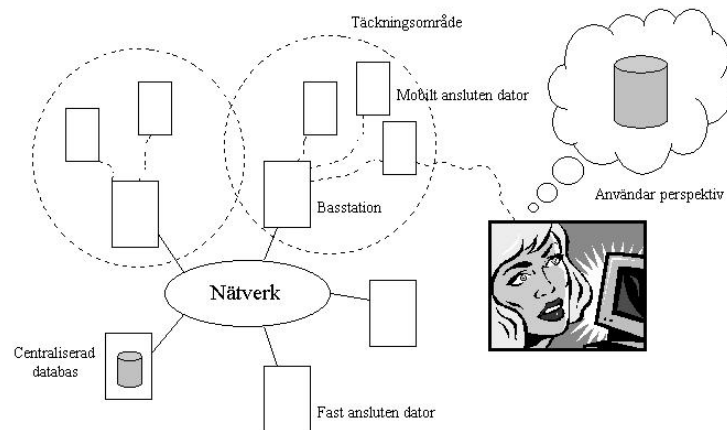 Täckningsområde
Mobilt ansluten dator
Basstation
Användar perspektiv
Nätverk
Centraliserad
databas
Fast ansluten dator